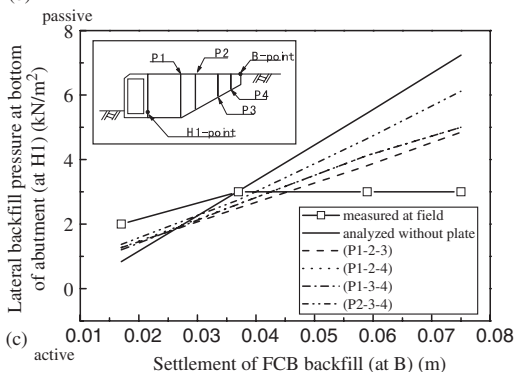 passive
8
6
4
2
0
Lateral backfill pressure at bottom
of abutment (at H1) (kN/m²)
P1
P2
B-point
P4
P3
H1-point
measured at field
analyzed without plate
(P1-2-3)
(P1-2-4)
(P1-3-4)
(P2-3-4)
0.01 0.02 0.03 0.04 0.05 0.06 0.07 0.08
(c)
active
Settlement of FCB backfill (at B) (m)